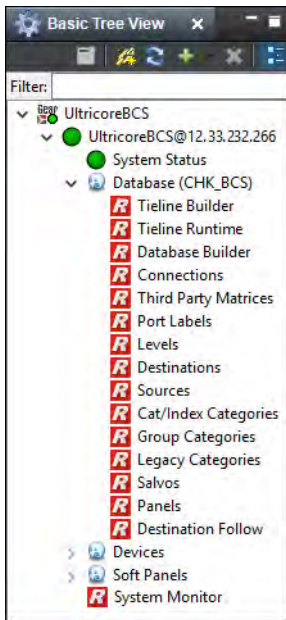 Basic Tree View
Filter:
Gear UltricoreBCS
UltricoreBCS@12.33.232.266
System Status
Database (CHK_BCS)
R Tieline Builder
R Tieline Runtime
R Database Builder
R Connections
R Third Party Matrices
R Port Labels
R Levels
R Destinations
R Sources
R Cat/Index Categories
R Group Categories
R Legacy Categories
R Salvos
R Panels
R Destination Follow
Devices
Soft Panels
R System Monitor